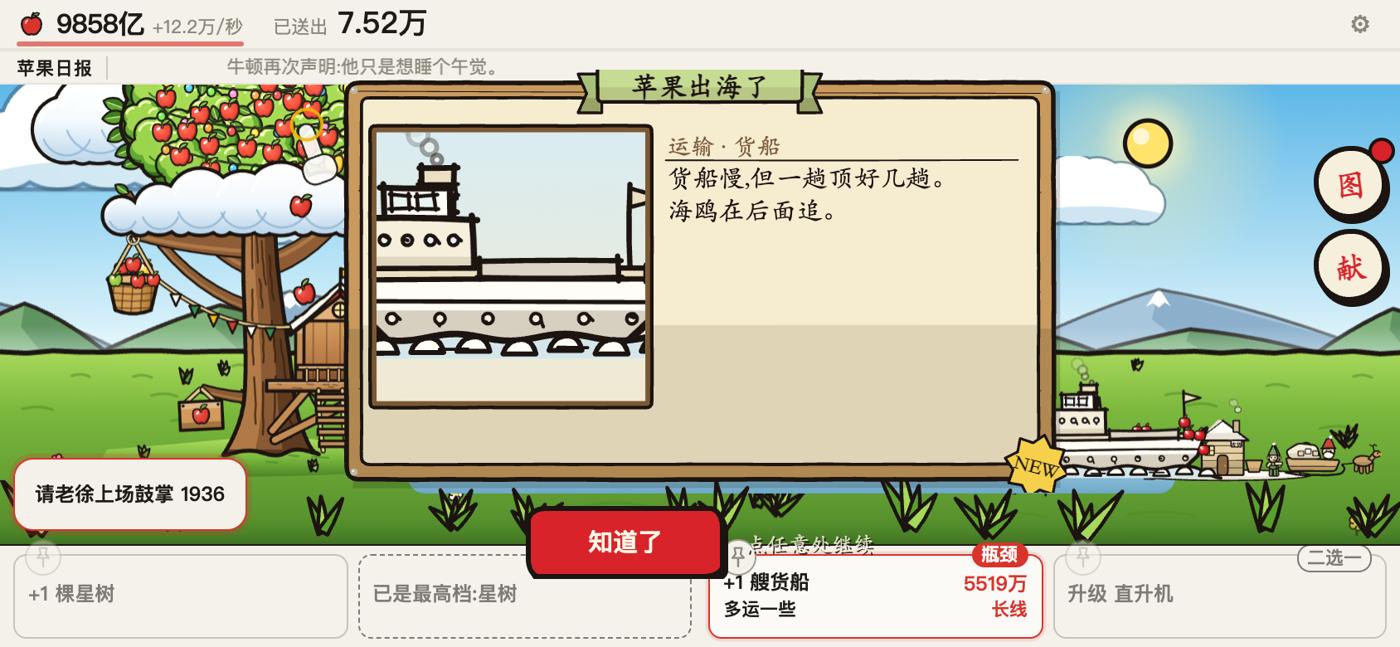 9858亿 +12.2万/秒 已送出 7.52万
苹果日报 牛顿再次声明:他只是想睡个午觉。
苹果出海了
运输·货船
货船慢,但一趟顶好几趟。
海鸥在后面追。
图
献
NEW
请老徐上场鼓掌 1936
知道了
点任意处继续
+1 棵星树
已是最高档:星树
瓶颈
+1 艘货船 5519万
多运一些 长线
二选一
升级 直升机